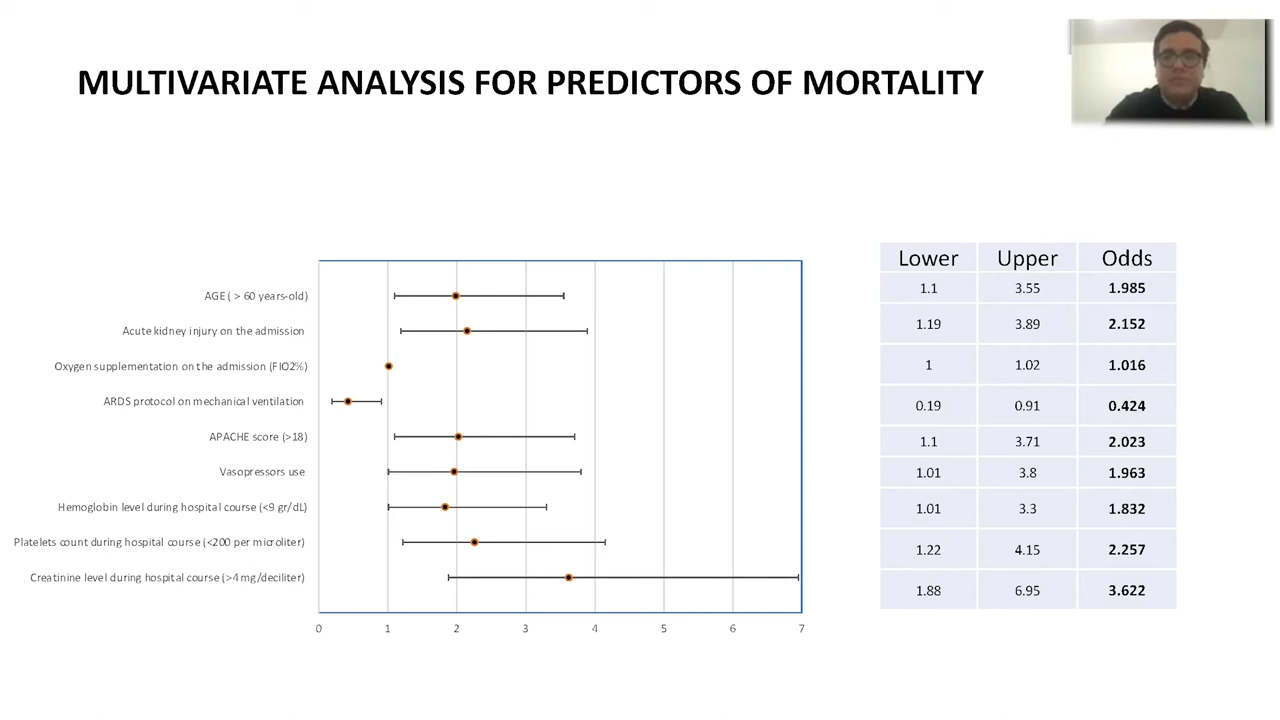 MULTIVARIATE ANALYSIS FOR PREDICTORS OF MORTALITY
AGE ( > 60 years-old)
Acute kidney injury on the admission
Oxygen supplementation on the admission (FIO2%)
ARDS protocol on mechanical ventilation
APACHE score (>18)
Vasopressors use
Hemoglobin level during hospital course (<9 gr/dL)
Platelets count during hospital course (<200 per microliter)
Creatinine level during hospital course (>4 mg/deciliter)
0 1 2 3 4 5 6 7
Lower Upper Odds
1.1 3.55 1.985
1.19 3.89 2.152
1 1.02 1.016
0.19 0.91 0.424
1.1 3.71 2.023
1.01 3.8 1.963
1.01 3.3 1.832
1.22 4.15 2.257
1.88 6.95 3.622